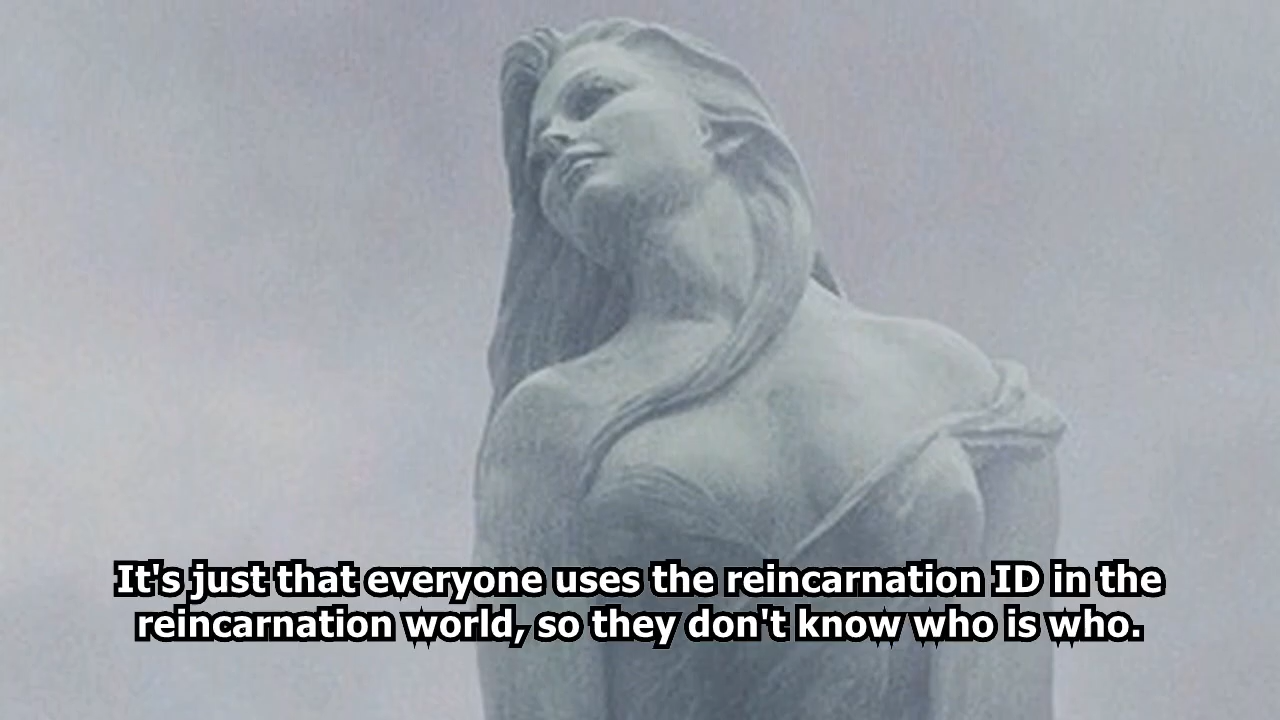 It's just that everyone uses the reincarnation ID in the
reincarnation world, so they don't know who is who.